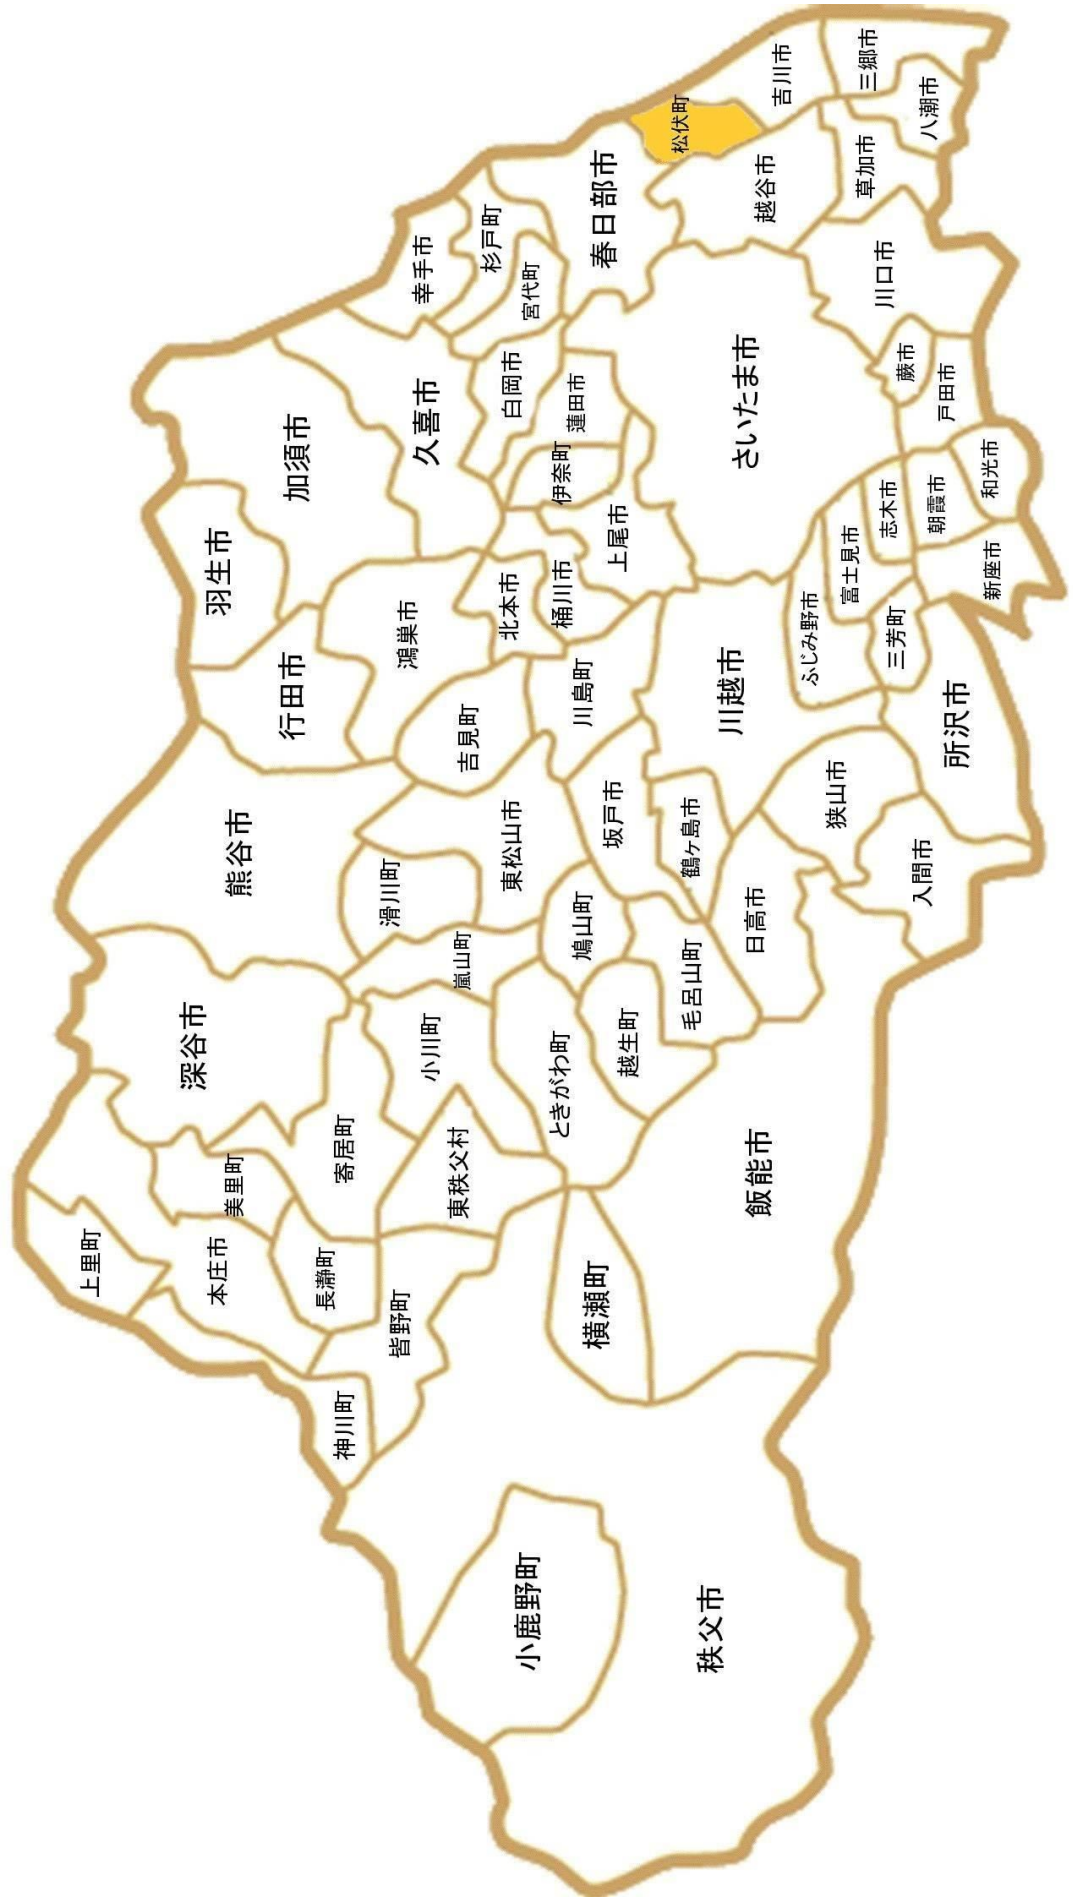 上里町
本庄市
美里町
神川町
長瀞町
皆野町
寄居町
深谷市
熊谷市
行田市
羽生市
加須市
小鹿野町
秩父市
横瀬町
東秩父村
小川町
嵐山町
滑川町
東松山市
吉見町
鴻巣市
北本市
久喜市
幸手市
杉戸町
宮代町
白岡市
蓮田市
伊奈町
桶川市
上尾市
春日部市
松伏町
ときがわ町
鳩山町
越生町
毛呂山町
坂戸市
川島町
鶴ヶ島市
川越市
さいたま市
越谷市
吉川市
飯能市
日高市
狭山市
入間市
所沢市
ふじみ野市
富士見市
三芳町
志木市
朝霞市
新座市
和光市
蕨市
戸田市
川口市
草加市
八潮市
三郷市